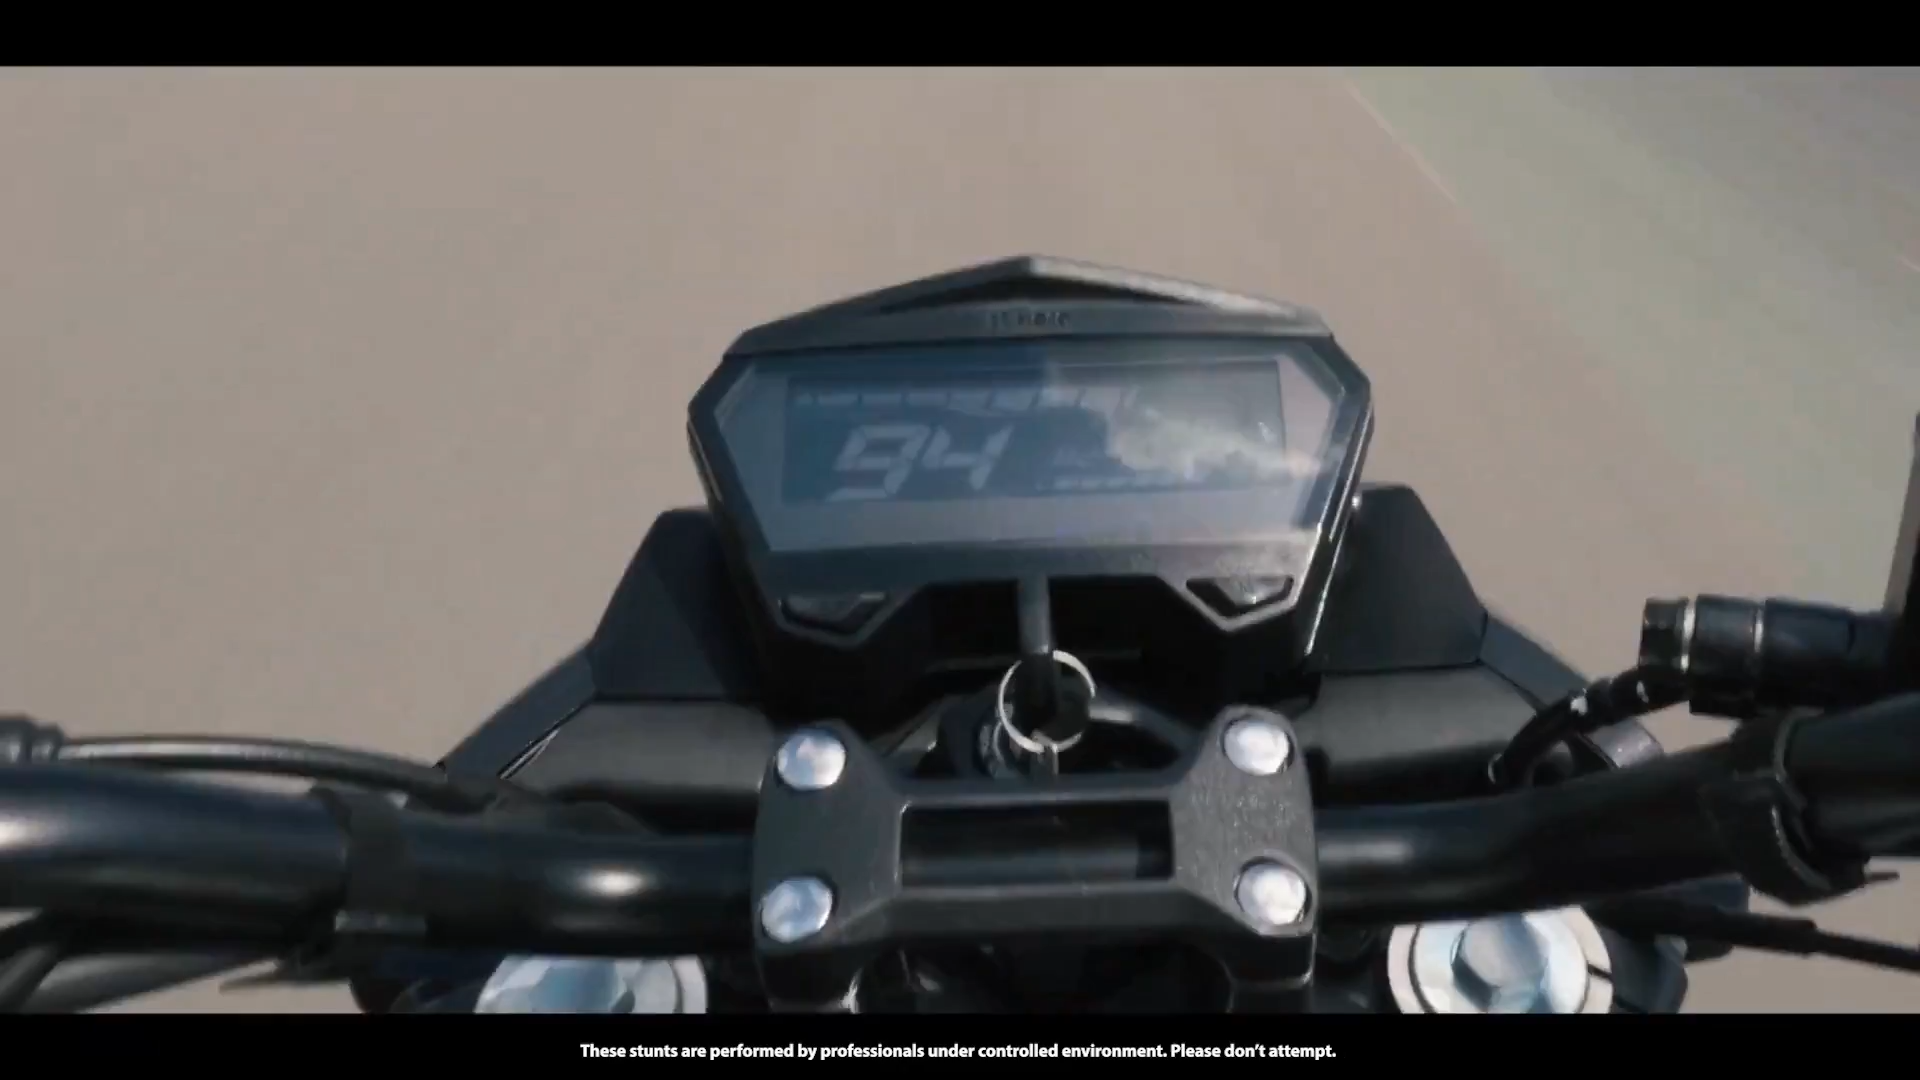 94
These stunts are performed by professionals under controlled environment. Please don't attempt.